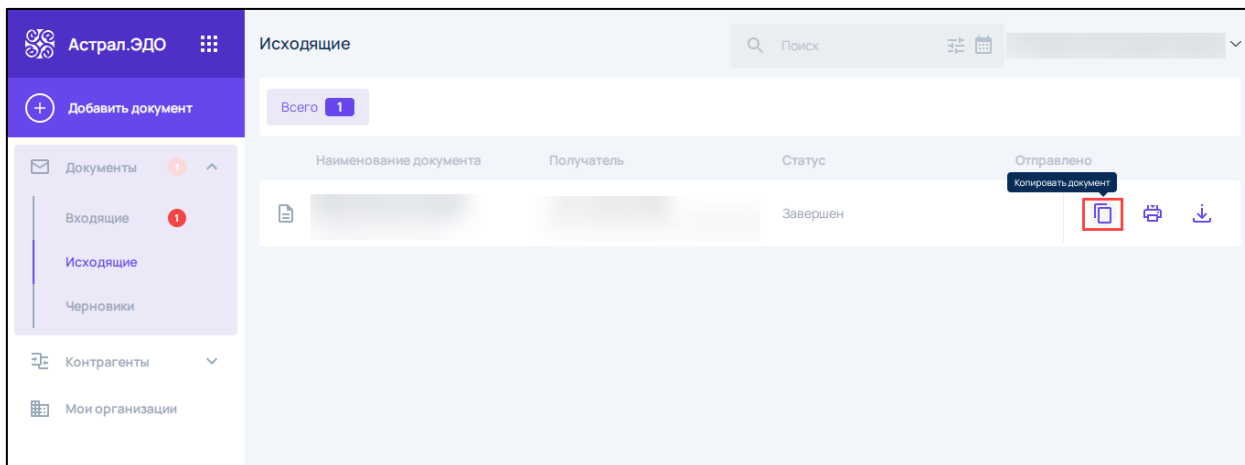 Астрал.ЭДО
Исходящие
Поиск
Добавить документ
Всего 1
Документы 1
Наименование документа Получатель Статус Отправлено
Копировать документ
Входящие 1
Завершен
Исходящие
Черновики
Контрагенты
Мои организации